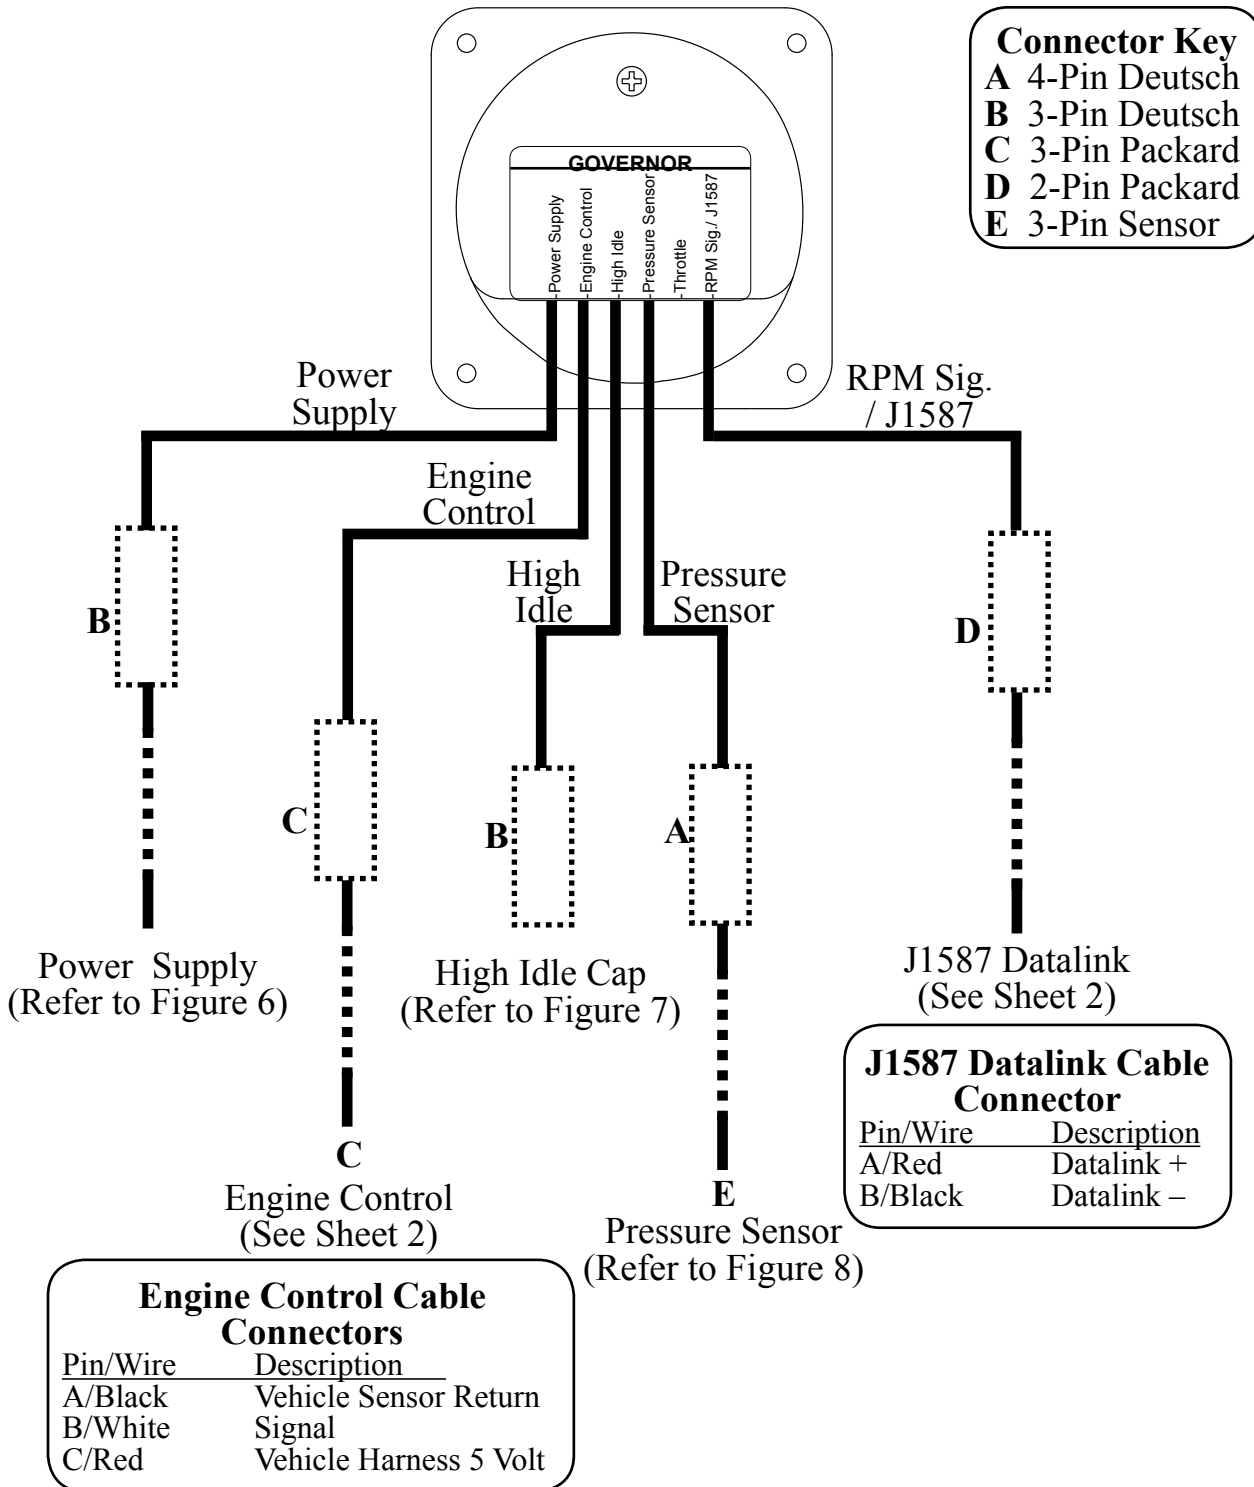 Connector Key
A 4-Pin Deutsch
B 3-Pin Deutsch
C 3-Pin Packard
D 2-Pin Packard
E 3-Pin Sensor
GOVERNOR
-Power Supply
-Engine Control
-High Idle
-Pressure Sensor
-Throttle
-RPM Sig./ J1587
Power
Supply
RPM Sig.
/ J1587
Engine
Control
High
Idle
Pressure
Sensor
B
D
C
B
A
Power Supply
(Refer to Figure 6)
High Idle Cap
(Refer to Figure 7)
J1587 Datalink
(See Sheet 2)
J1587 Datalink Cable
Connector
Pin/Wire Description
A/Red Datalink +
B/Black Datalink –
C
Engine Control
(See Sheet 2)
E
Pressure Sensor
(Refer to Figure 8)
Engine Control Cable
Connectors
Pin/Wire Description
A/Black Vehicle Sensor Return
B/White Signal
C/Red Vehicle Harness 5 Volt